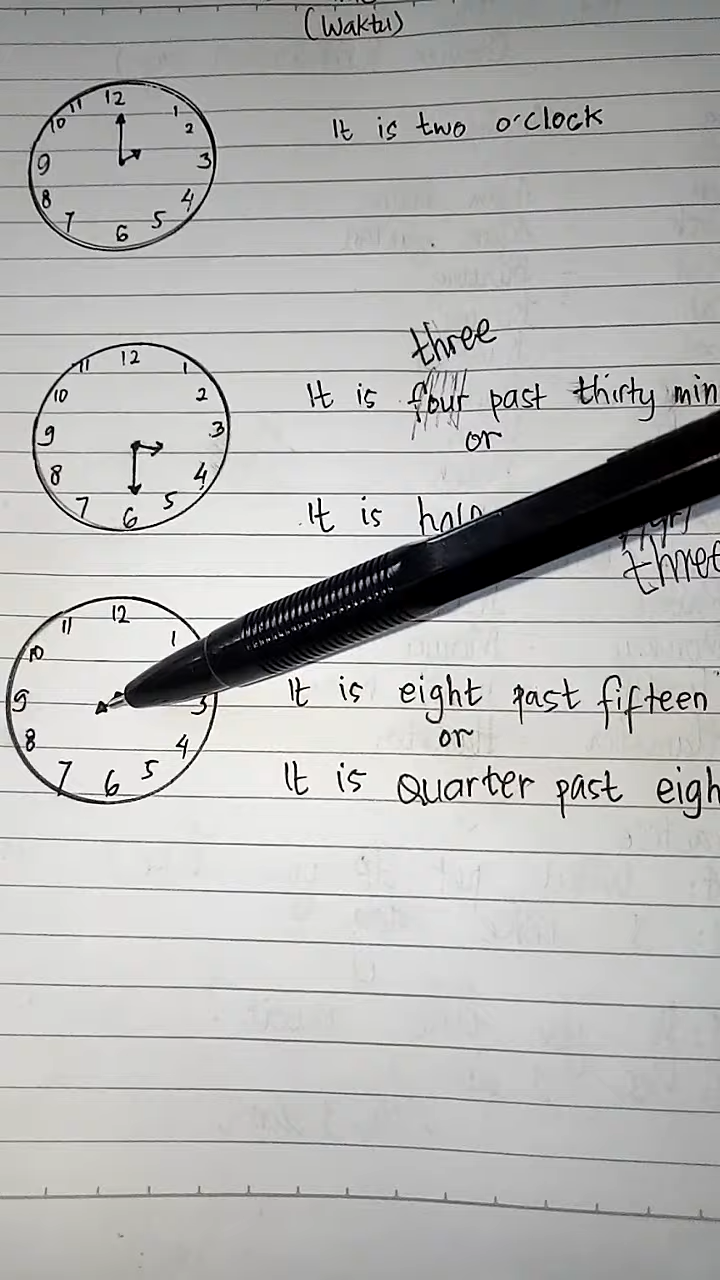 (Waktu)
12
11 1
10 2
9 3
8 4
7 5
6
It is two o'clock
12
11 1
10 2
9 3
8 4
7 5
6
three
It is past thirty min
or
It is
three
12
11 1
10
9 3
8 4
7 5
6
It is eight past fifteen
or
It is Quarter past eigh